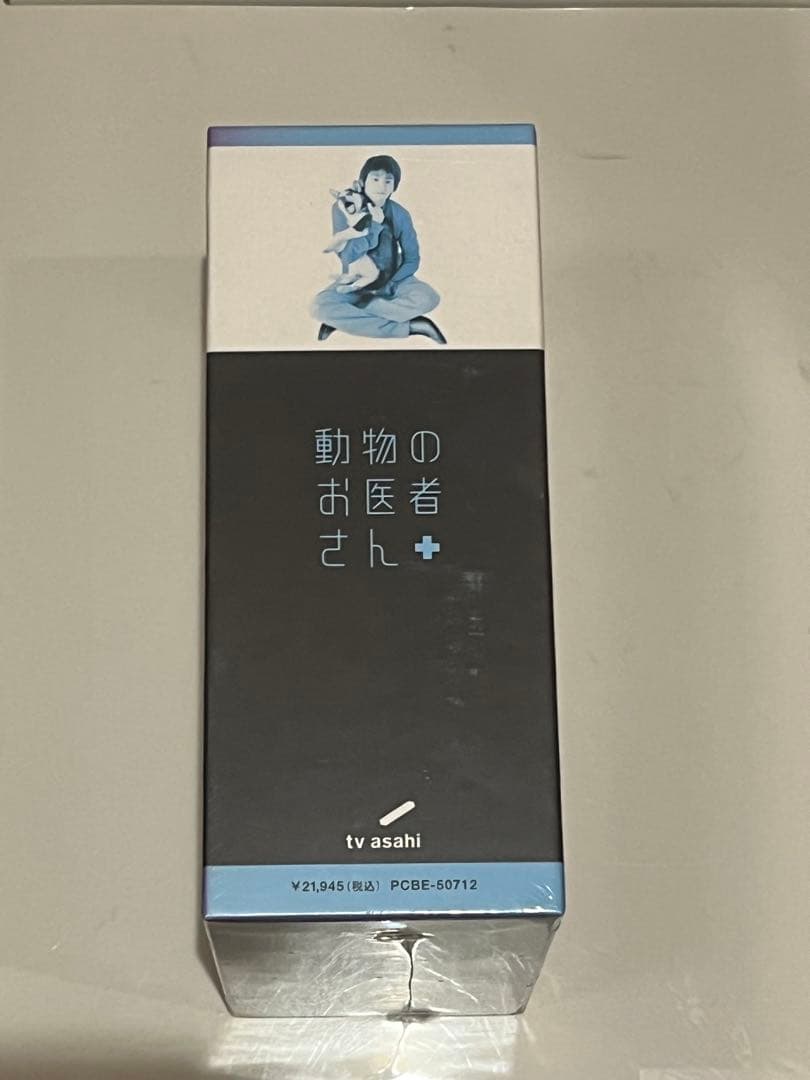 動物の
お医者
さん
tv asahi
¥21,945(税込) PCBE-50712